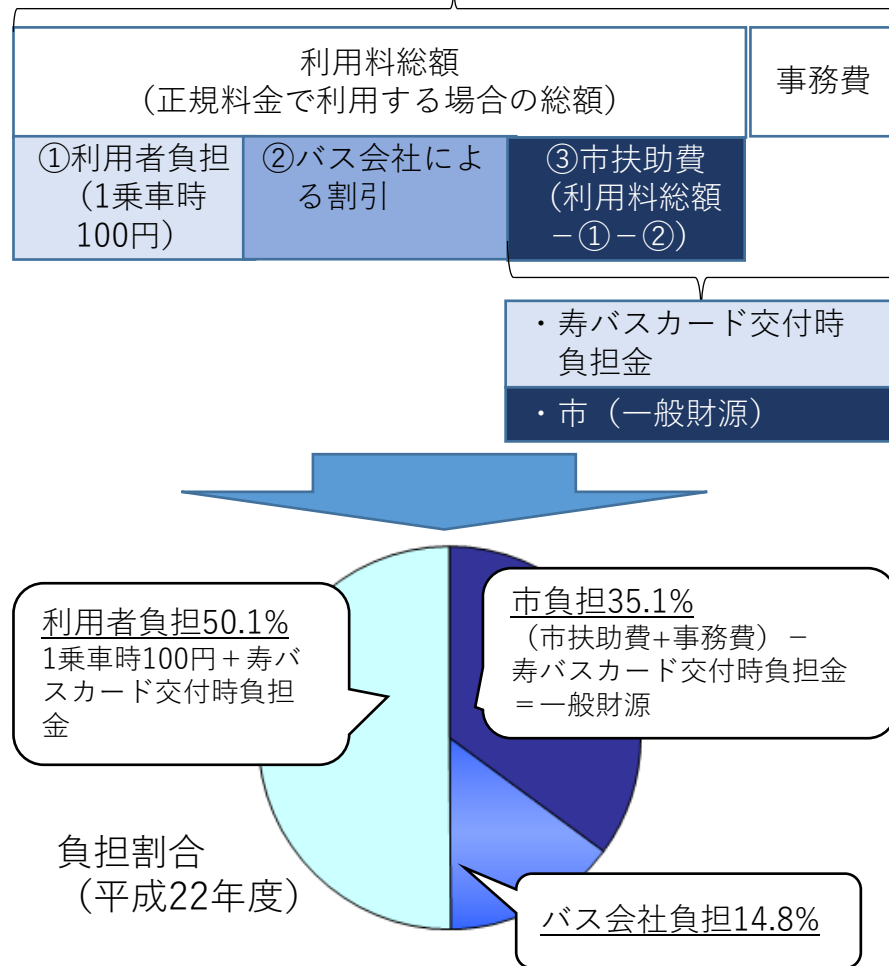 利用料総額
（正規料金で利用する場合の総額）
事務費
①利用者負担
（1乗車時
100円）
②バス会社によ
る割引
③市扶助費
（利用料総額
－①－②）
・寿バスカード交付時
負担金
・市（一般財源）
利用者負担50.1%
1乗車時100円＋寿バ
スカード交付時負担
金
市負担35.1%
（市扶助費+事務費）－
寿バスカード交付時負担金
＝一般財源
負担割合
（平成22年度）
バス会社負担14.8%